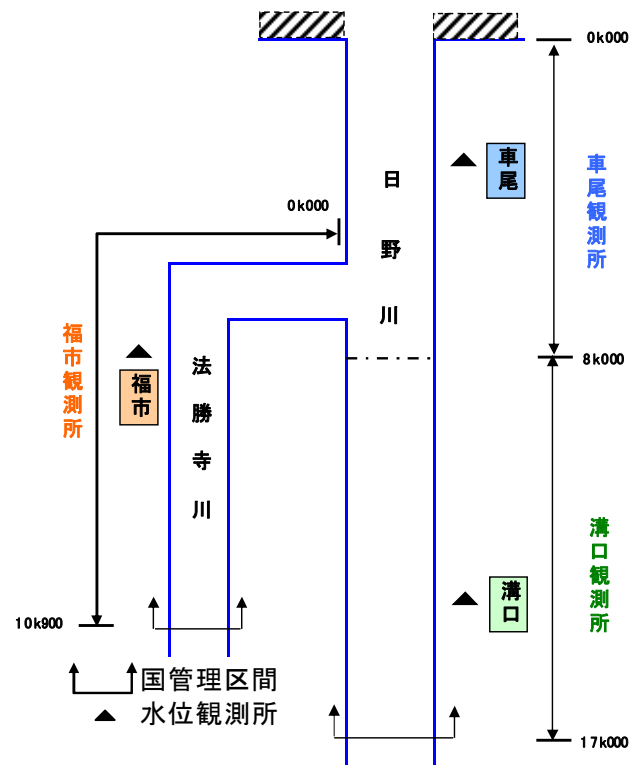 0k000
車尾
日野川
車尾観測所
0k000
福市観測所
福市
法勝寺川
8k000
溝口
溝口観測所
10k900
国管理区間
水位観測所
17k000